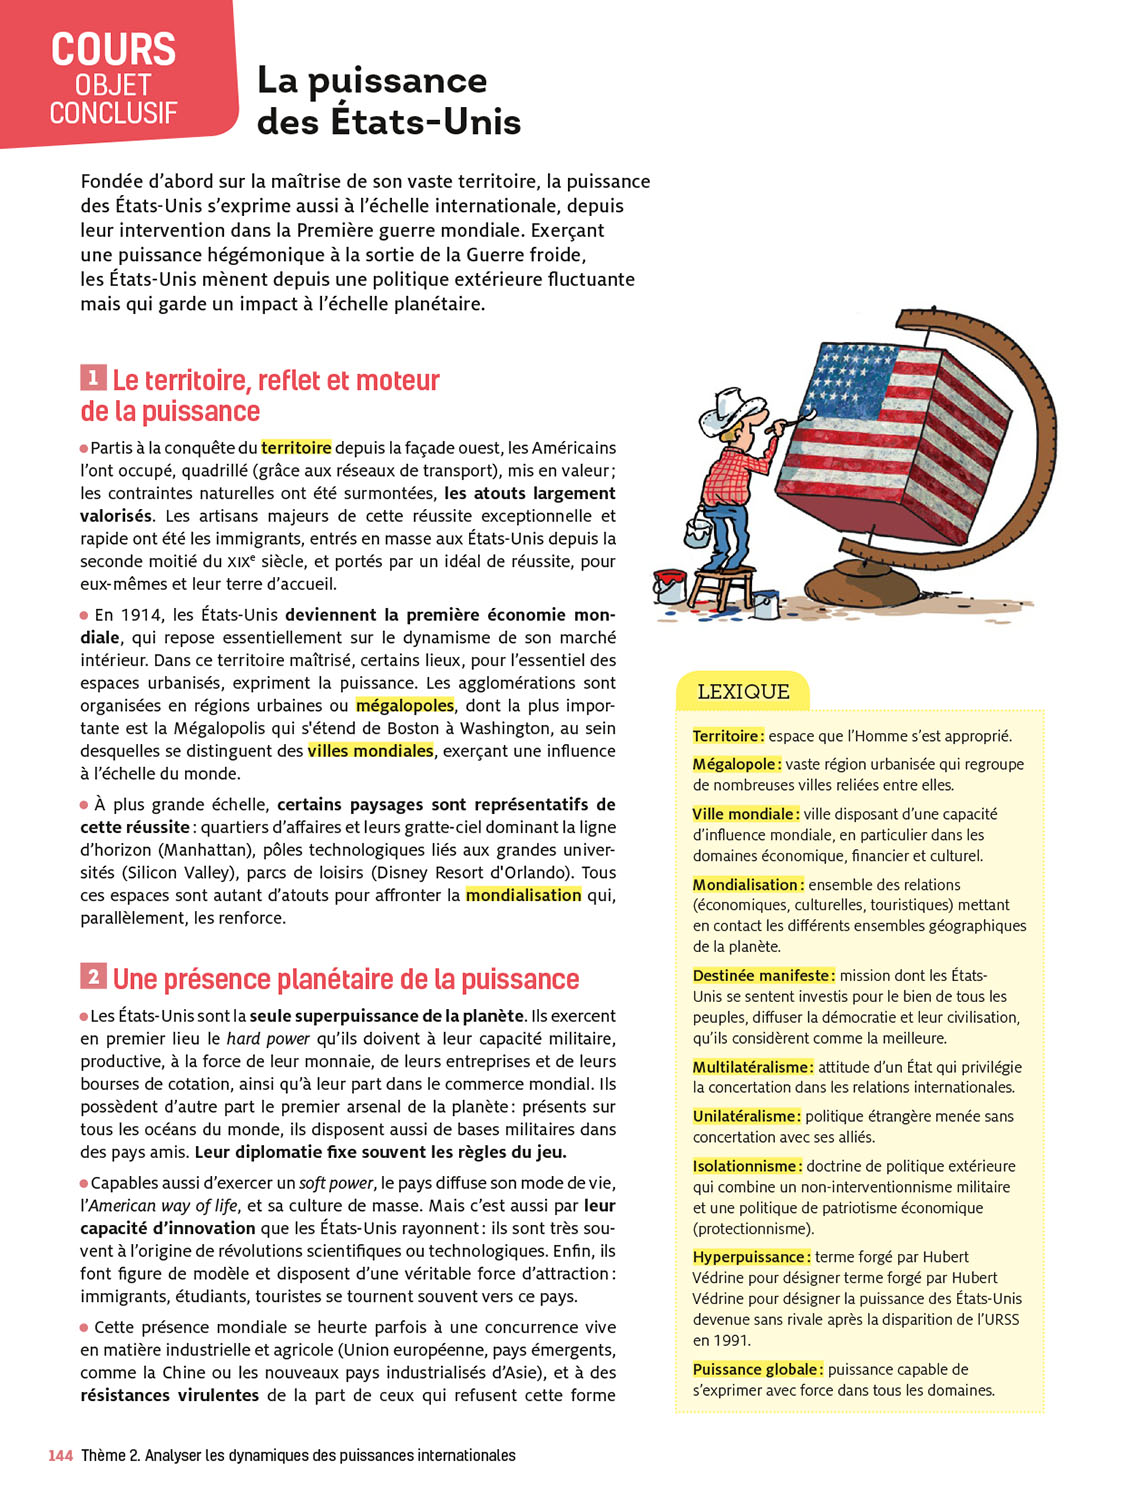 COURS
OBJET
CONCLUSIF
La puissance
des États-Unis
Fondée d'abord sur la maîtrise de son vaste territoire, la puissance
des États-Unis s'exprime aussi à l'échelle internationale, depuis
leur intervention dans la Première guerre mondiale. Exerçant
une puissance hégémonique à la sortie de la Guerre froide,
les États-Unis mènent depuis une politique extérieure fluctuante
mais qui garde un impact à l'échelle planétaire.
1 Le territoire, reflet et moteur
de la puissance
• Partis à la conquête du territoire depuis la façade ouest, les Américains
l'ont occupé, quadrillé (grâce aux réseaux de transport), mis en valeur ;
les contraintes naturelles ont été surmontées, les atouts largement
valorisés. Les artisans majeurs de cette réussite exceptionnelle et
rapide ont été les immigrants, entrés en masse aux États-Unis depuis la
seconde moitié du XIXe siècle, et portés par un idéal de réussite, pour
eux-mêmes et leur terre d'accueil.
• En 1914, les États-Unis deviennent la première économie mon-
diale, qui repose essentiellement sur le dynamisme de son marché
intérieur. Dans ce territoire maîtrisé, certains lieux, pour l'essentiel des
espaces urbanisés, expriment la puissance. Les agglomérations sont
organisées en régions urbaines ou mégalopoles, dont la plus impor-
tante est la Mégalopolis qui s'étend de Boston à Washington, au sein
desquelles se distinguent des villes mondiales, exerçant une influence
à l'échelle du monde.
• À plus grande échelle, certains paysages sont représentatifs de
cette réussite : quartiers d'affaires et leurs gratte-ciel dominant la ligne
d'horizon (Manhattan), pôles technologiques liés aux grandes univer-
sités (Silicon Valley), parcs de loisirs (Disney Resort d'Orlando). Tous
ces espaces sont autant d'atouts pour affronter la mondialisation qui,
parallèlement, les renforce.
2 Une présence planétaire de la puissance
• Les États-Unis sont la seule superpuissance de la planète. Ils exercent
en premier lieu le hard power qu'ils doivent à leur capacité militaire,
productive, à la force de leur monnaie, de leurs entreprises et de leurs
bourses de cotation, ainsi qu'à leur part dans le commerce mondial. Ils
possèdent d'autre part le premier arsenal de la planète : présents sur
tous les océans du monde, ils disposent aussi de bases militaires dans
des pays amis. Leur diplomatie fixe souvent les règles du jeu.
• Capables aussi d'exercer un soft power, le pays diffuse son mode de vie,
l'American way of life, et sa culture de masse. Mais c'est aussi par leur
capacité d'innovation que les États-Unis rayonnent : ils sont très sou-
vent à l'origine de révolutions scientifiques ou technologiques. Enfin, ils
font figure de modèle et disposent d'une véritable force d'attraction :
immigrants, étudiants, touristes se tournent souvent vers ce pays.
• Cette présence mondiale se heurte parfois à une concurrence vive
en matière industrielle et agricole (Union européenne, pays émergents,
comme la Chine ou les nouveaux pays industrialisés d'Asie), et à des
résistances virulentes de la part de ceux qui refusent cette forme
LEXIQUE
Territoire : espace que l'Homme s'est approprié.
Mégalopole : vaste région urbanisée qui regroupe
de nombreuses villes reliées entre elles.
Ville mondiale : ville disposant d'une capacité
d'influence mondiale, en particulier dans les
domaines économique, financier et culturel.
Mondialisation : ensemble des relations
(économiques, culturelles, touristiques) mettant
en contact les différents ensembles géographiques
de la planète.
Destinée manifeste : mission dont les États-
Unis se sentent investis pour le bien de tous les
peuples, diffuser la démocratie et leur civilisation,
qu'ils considèrent comme la meilleure.
Multilatéralisme : attitude d'un État qui privilégie
la concertation dans les relations internationales.
Unilatéralisme : politique étrangère menée sans
concertation avec ses alliés.
Isolationnisme : doctrine de politique extérieure
qui combine un non-interventionnisme militaire
et une politique de patriotisme économique
(protectionnisme).
Hyperpuissance : terme forgé par Hubert
Védrine pour désigner terme forgé par Hubert
Védrine pour désigner la puissance des États-Unis
devenue sans rivale après la disparition de l'URSS
en 1991.
Puissance globale : puissance capable de
s'exprimer avec force dans tous les domaines.
144 Thème 2. Analyser les dynamiques des puissances internationales